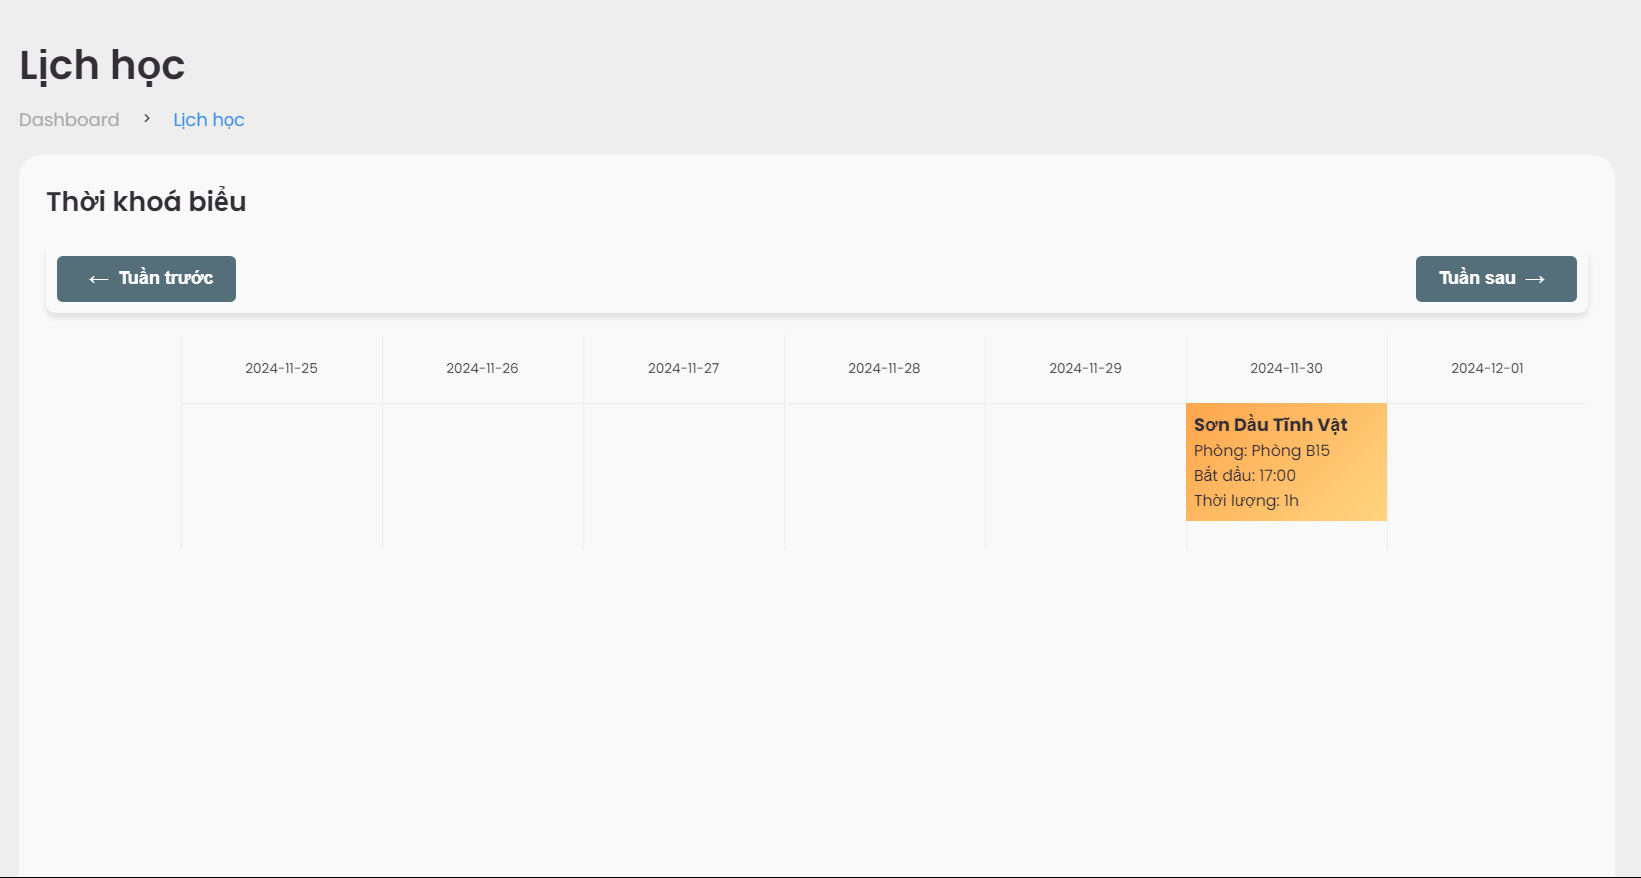 Lịch học
Dashboard > Lịch học
Thời khoá biểu
← Tuần trước
Tuần sau →
2024-11-25 2024-11-26 2024-11-27 2024-11-28 2024-11-29 2024-11-30 2024-12-01
Sơn Dầu Tĩnh Vật
Phòng: Phòng B15
Bắt đầu: 17:00
Thời lượng: 1h